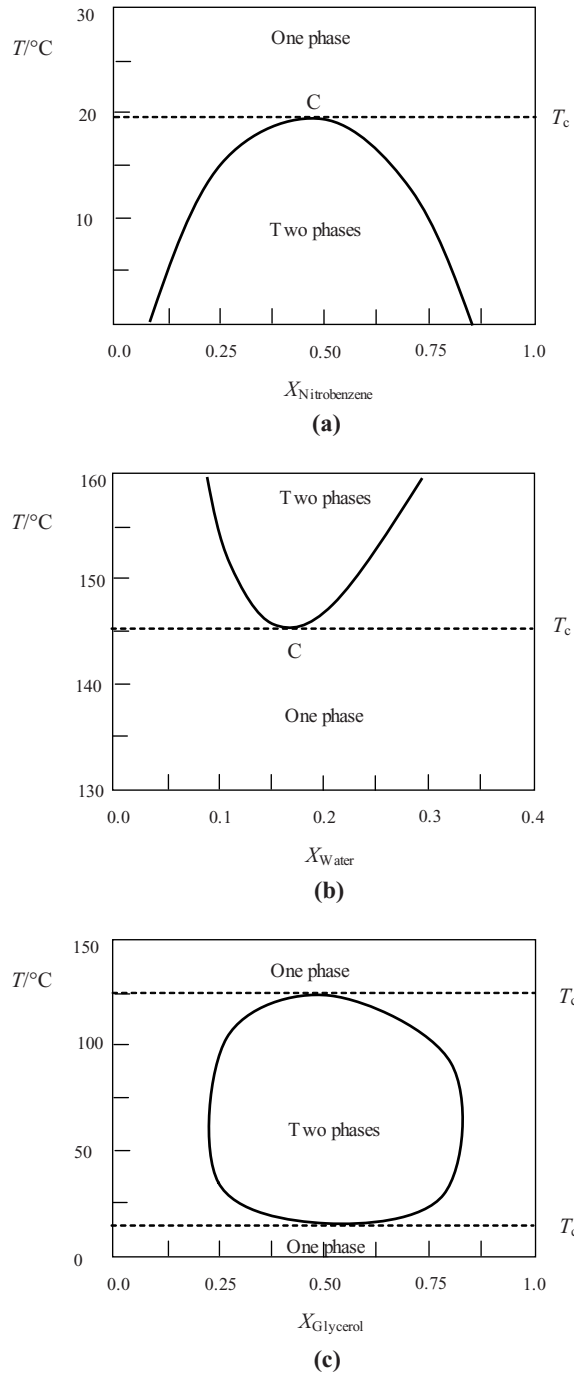 30
One phase
T/°C
20
C
T_c
10
Two phases
0.0 0.25 0.50 0.75 1.0
X_Nitrobenzene
(a)
160
Two phases
T/°C
150
T_c
C
140
One phase
130
0.0 0.1 0.2 0.3 0.4
X_Water
(b)
150
One phase
T/°C
T_c
100
Two phases
50
T_c
One phase
0
0.0 0.25 0.50 0.75 1.0
X_Glycerol
(c)